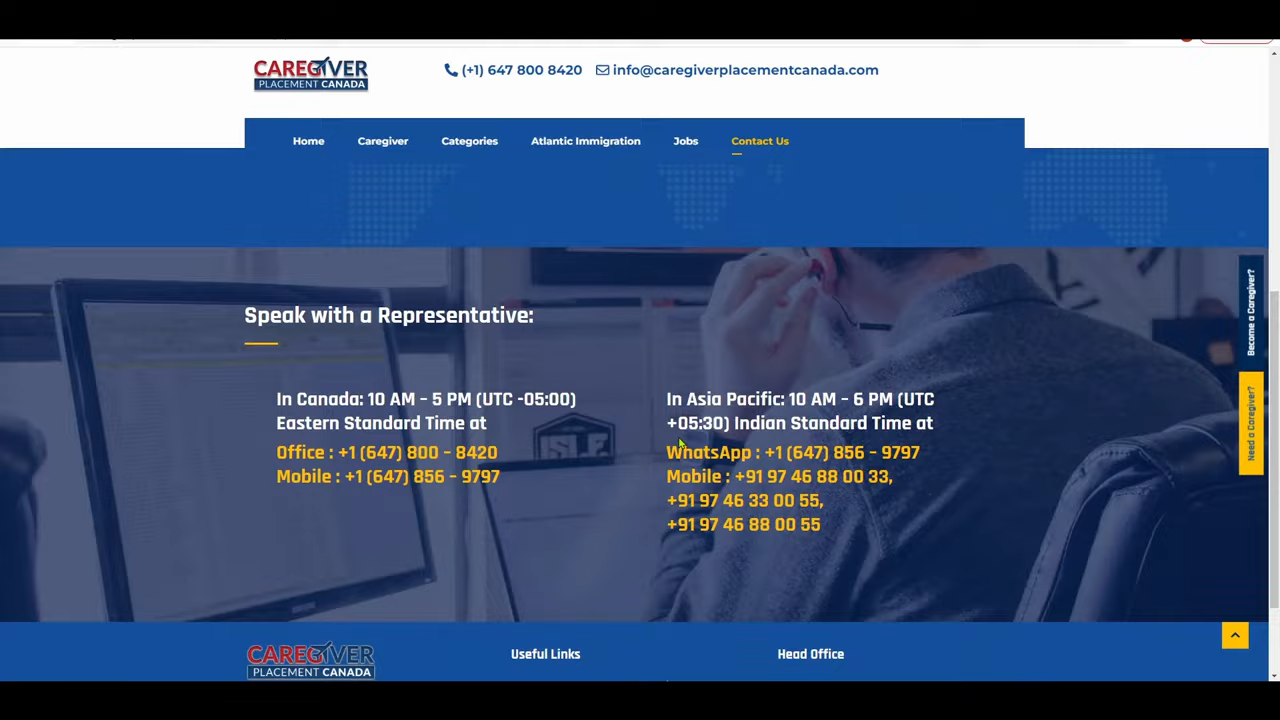 CAREGIVER
PLACEMENT CANADA
(+1) 647 800 8420 info@caregiverplacementcanada.com
Home Caregiver Categories Atlantic Immigration Jobs Contact Us
Speak with a Representative:
In Canada: 10 AM – 5 PM (UTC -05:00)
Eastern Standard Time at
Office : +1 (647) 800 – 8420
Mobile : +1 (647) 856 – 9797
In Asia Pacific: 10 AM – 6 PM (UTC
+05:30) Indian Standard Time at
WhatsApp : +1 (647) 856 – 9797
Mobile : +91 97 46 88 00 33,
+91 97 46 33 00 55,
+91 97 46 88 00 55
Become a Caregiver?
Need a Caregiver?
CAREGIVER
PLACEMENT CANADA
Useful Links
Head Office